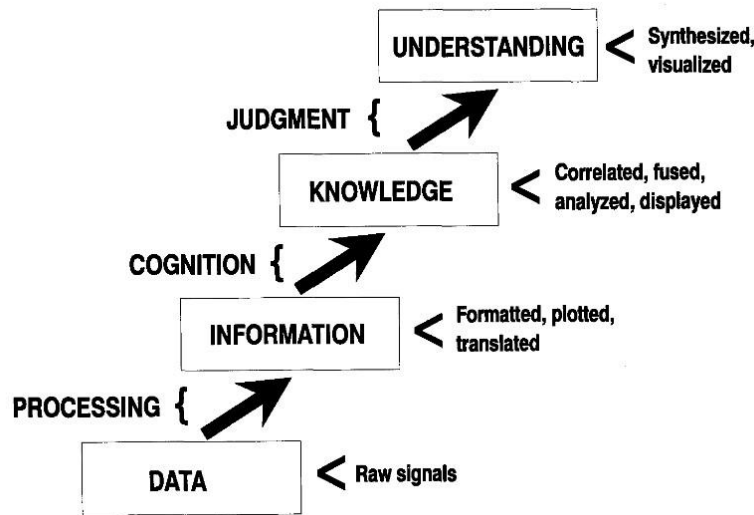 UNDERSTANDING
< Synthesized,
visualized
JUDGMENT {
KNOWLEDGE
< Correlated, fused,
analyzed, displayed
COGNITION {
INFORMATION
< Formatted, plotted,
translated
PROCESSING {
DATA
< Raw signals